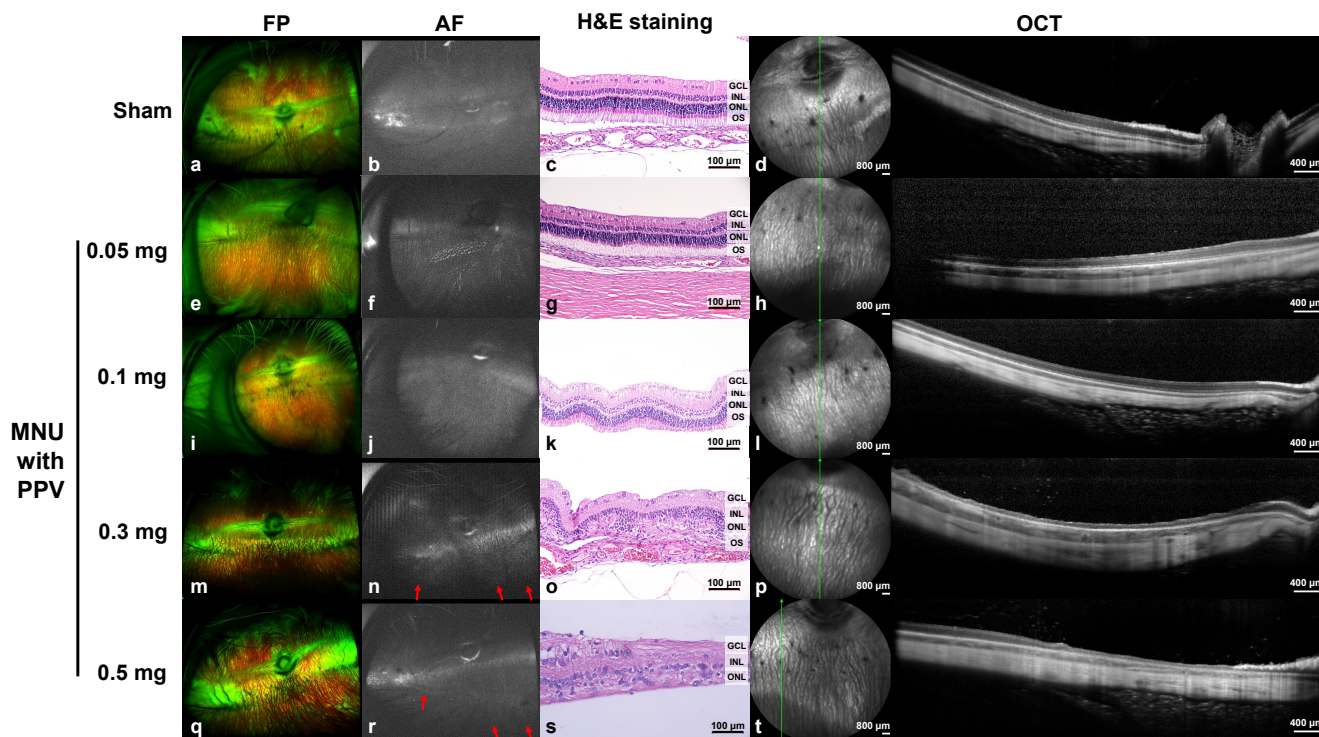 FP AF H&E staining OCT
Sham
a
b
GCL
INL
ONL
OS
c
100 µm
d
800 µm
400 µm
MNU
with
PPV
0.05 mg
e
f
GCL
INL
ONL
OS
g
100 µm
h
800 µm
400 µm
0.1 mg
i
j
GCL
INL
ONL
OS
k
100 µm
l
800 µm
400 µm
0.3 mg
m
n
GCL
INL
ONL
OS
o
100 µm
p
800 µm
400 µm
0.5 mg
q
r
GCL
INL
ONL
s
100 µm
t
800 µm
400 µm